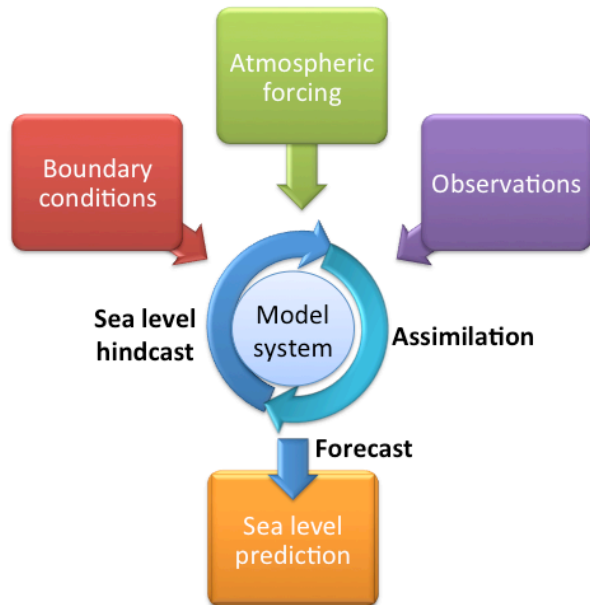 Atmospheric
forcing
Boundary
conditions
Observations
Sea level
hindcast
Model
system
Assimilation
Forecast
Sea level
prediction